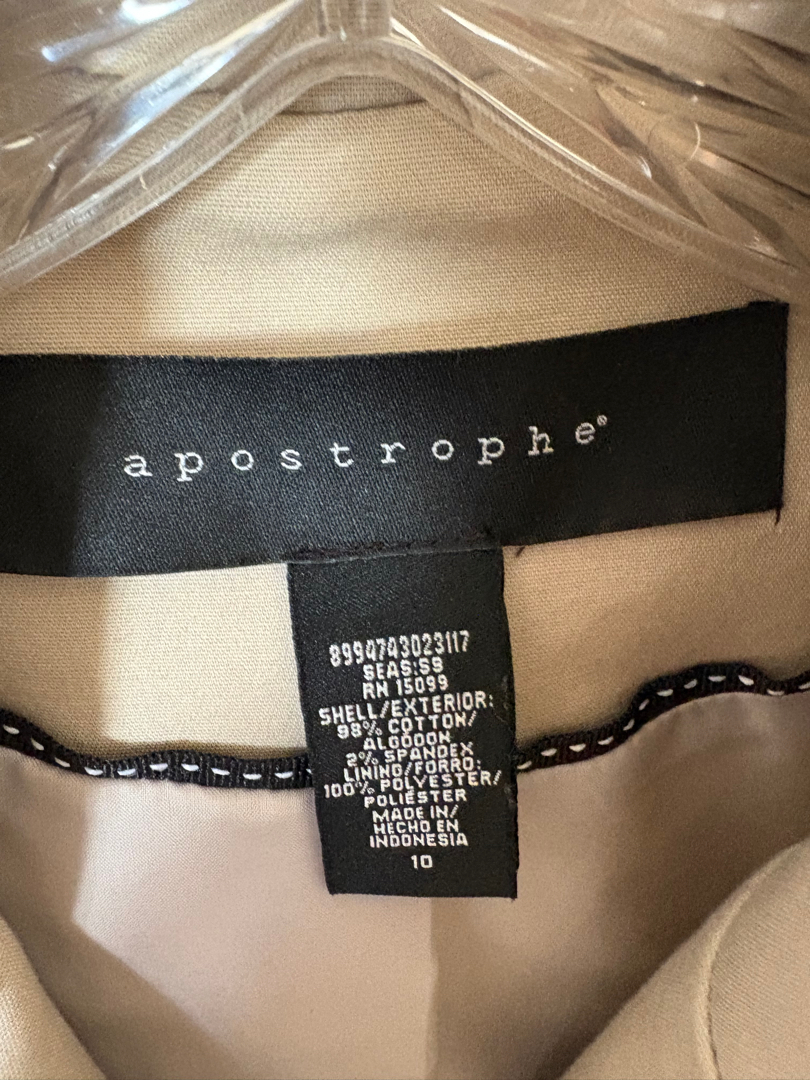 apostrophe®
8994743023117
SEAS:S9
RN 15099
SHELL/EXTERIOR:
98% COTTON/
ALGODON
2% SPANDEX
LINING/FORRO:
100% POLYESTER/
POLIÉSTER
MADE IN/
HECHO EN
INDONESIA
10